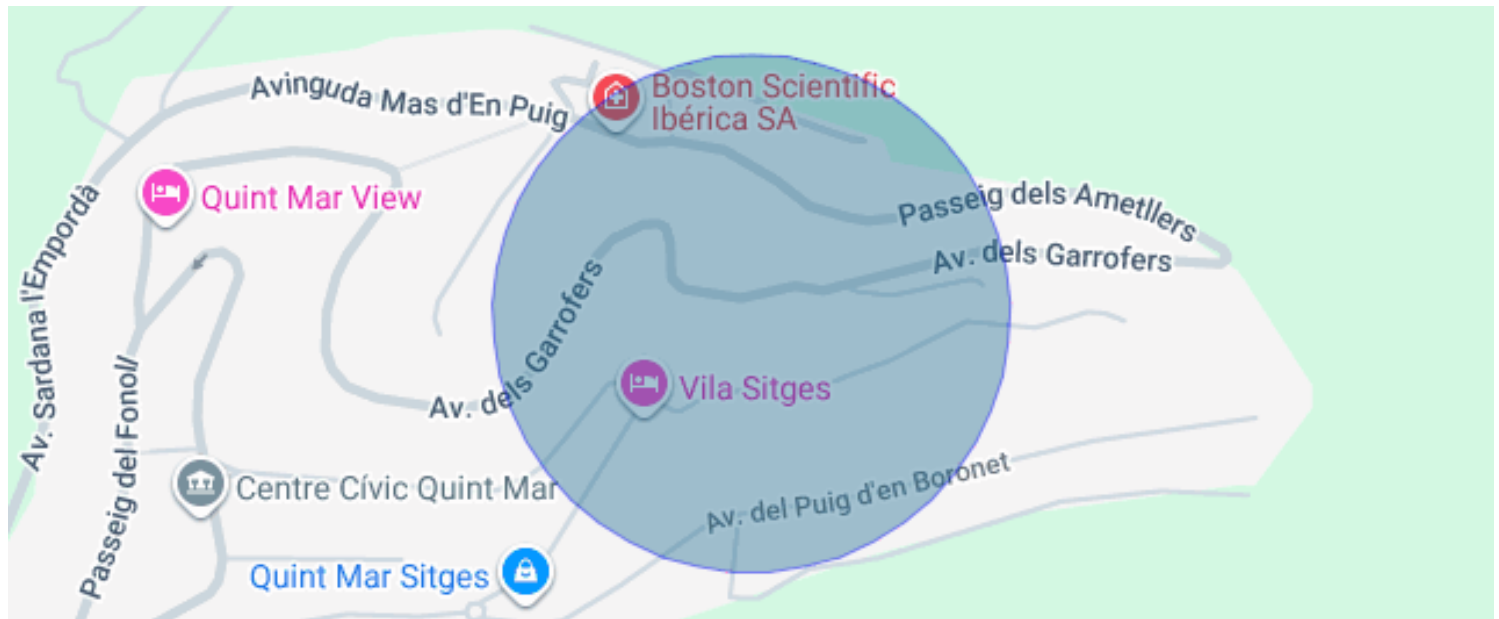 Boston Scientific
Ibérica SA
Avinguda Mas d'En Puig
Quint Mar View
Passeig dels Ametllers
Av. dels Garrofers
Av. Sardana l'Empordà
Av. dels Garrofers
Vila Sitges
Passeig del Fonoll
Centre Cívic Quint Mar
Av. del Puig d'en Boronet
Quint Mar Sitges